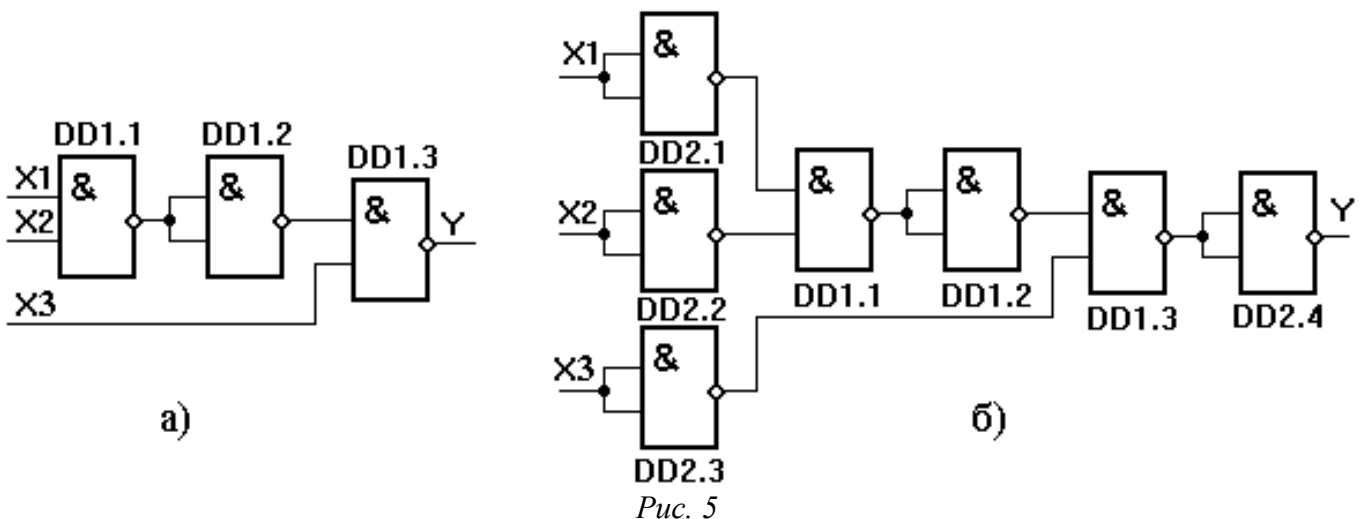 X1
&
DD2.1
X2
&
DD2.2
X3
&
DD2.3
DD1.1
X1
X2
&
DD1.2
&
DD1.3
&
Y
X3
&
DD1.1
&
DD1.2
&
DD1.3
&
DD2.4
Y
а)
б)
Рис. 5